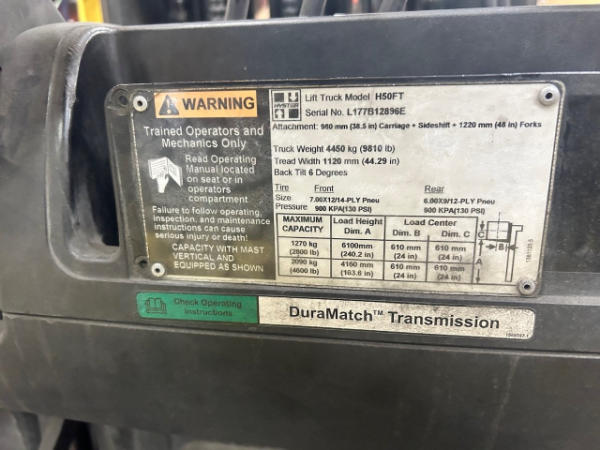 WARNING
Trained Operators and
Mechanics Only
Read Operating
Manual located
on seat or in
operators
compartment
Failure to follow operating,
inspection, and maintenance
instructions can cause
serious injury or death!
CAPACITY WITH MAST
VERTICAL AND
EQUIPPED AS SHOWN
HYSTER
Lift Truck Model H50FT
Serial No. L177B12896E
Attachment: 980 mm (38.5 in) Carriage + Sideshift + 1220 mm (48 in) Forks
Truck Weight 4450 kg (9810 lb)
Tread Width 1120 mm (44.29 in)
Back Tilt 6 Degrees
Tire Front Rear
Size 7.00X12/14-PLY Pneu 6.00X9/12-PLY Pneu
Pressure 900 KPA(130 PSI) 900 KPA(130 PSI)
MAXIMUM CAPACITY Load Height Dim. A Load Center Dim. B Dim. C
1270 kg (2800 lb) 6100mm (240.2 in) 610 mm (24 in) 610 mm (24 in)
2090 kg (4600 lb) 4160 mm (163.8 in) 610 mm (24 in) 610 mm (24 in)
C
B
A
Check Operating
Instructions
DuraMatch™ Transmission